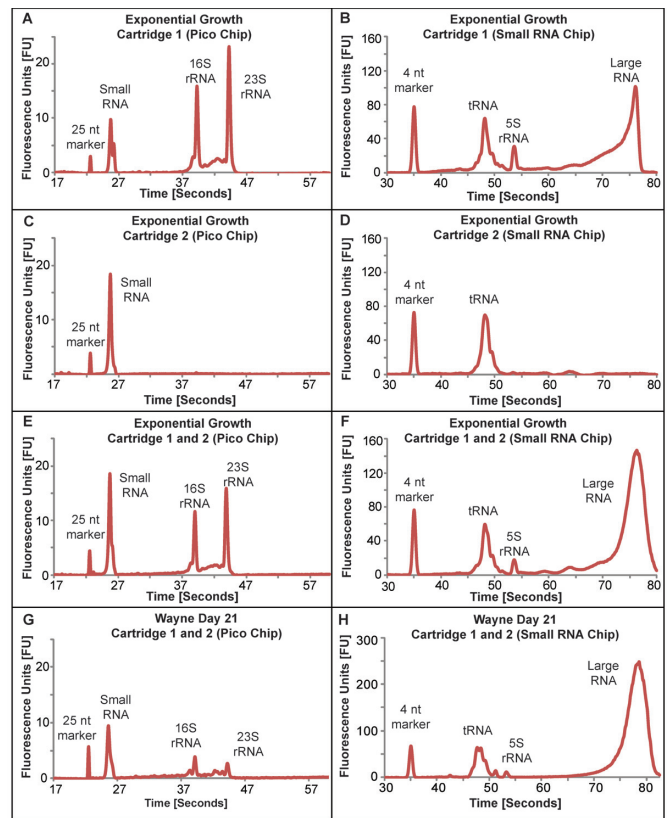 A
Exponential Growth
Cartridge 1 (Pico Chip)
Fluorescence Units [FU]
20
10
0
25 nt
marker
Small
RNA
16S
rRNA
23S
rRNA
17 27 37 47 57
Time [Seconds]
B
Exponential Growth
Cartridge 1 (Small RNA Chip)
Fluorescence Units [FU]
160
120
80
40
0
4 nt
marker
tRNA
5S
rRNA
Large
RNA
30 40 50 60 70 80
Time [Seconds]
C
Exponential Growth
Cartridge 2 (Pico Chip)
Fluorescence Units [FU]
20
10
25 nt
marker
Small
RNA
17 27 37 47 57
Time [Seconds]
D
Exponential Growth
Cartridge 2 (Small RNA Chip)
Fluorescence Units [FU]
160
120
80
40
0
4 nt
marker
tRNA
30 40 50 60 70 80
Time [Seconds]
E
Exponential Growth
Cartridge 1 and 2 (Pico Chip)
Fluorescence Units [FU]
20
10
0
25 nt
marker
Small
RNA
16S
rRNA
23S
rRNA
17 27 37 47 57
Time [Seconds]
F
Exponential Growth
Cartridge 1 and 2 (Small RNA Chip)
Fluorescence Units [FU]
160
120
80
40
0
4 nt
marker
tRNA
5S
rRNA
Large
RNA
30 40 50 60 70 80
Time [Seconds]
G
Wayne Day 21
Cartridge 1 and 2 (Pico Chip)
Fluorescence Units [FU]
20
10
0
25 nt
marker
Small
RNA
16S
rRNA
23S
rRNA
17 27 37 47 57
Time [Seconds]
H
Wayne Day 21
Cartridge 1 and 2 (Small RNA Chip)
Fluorescence Units [FU]
300
200
100
0
4 nt
marker
tRNA
5S
rRNA
Large
RNA
30 40 50 60 70 80
Time [Seconds]